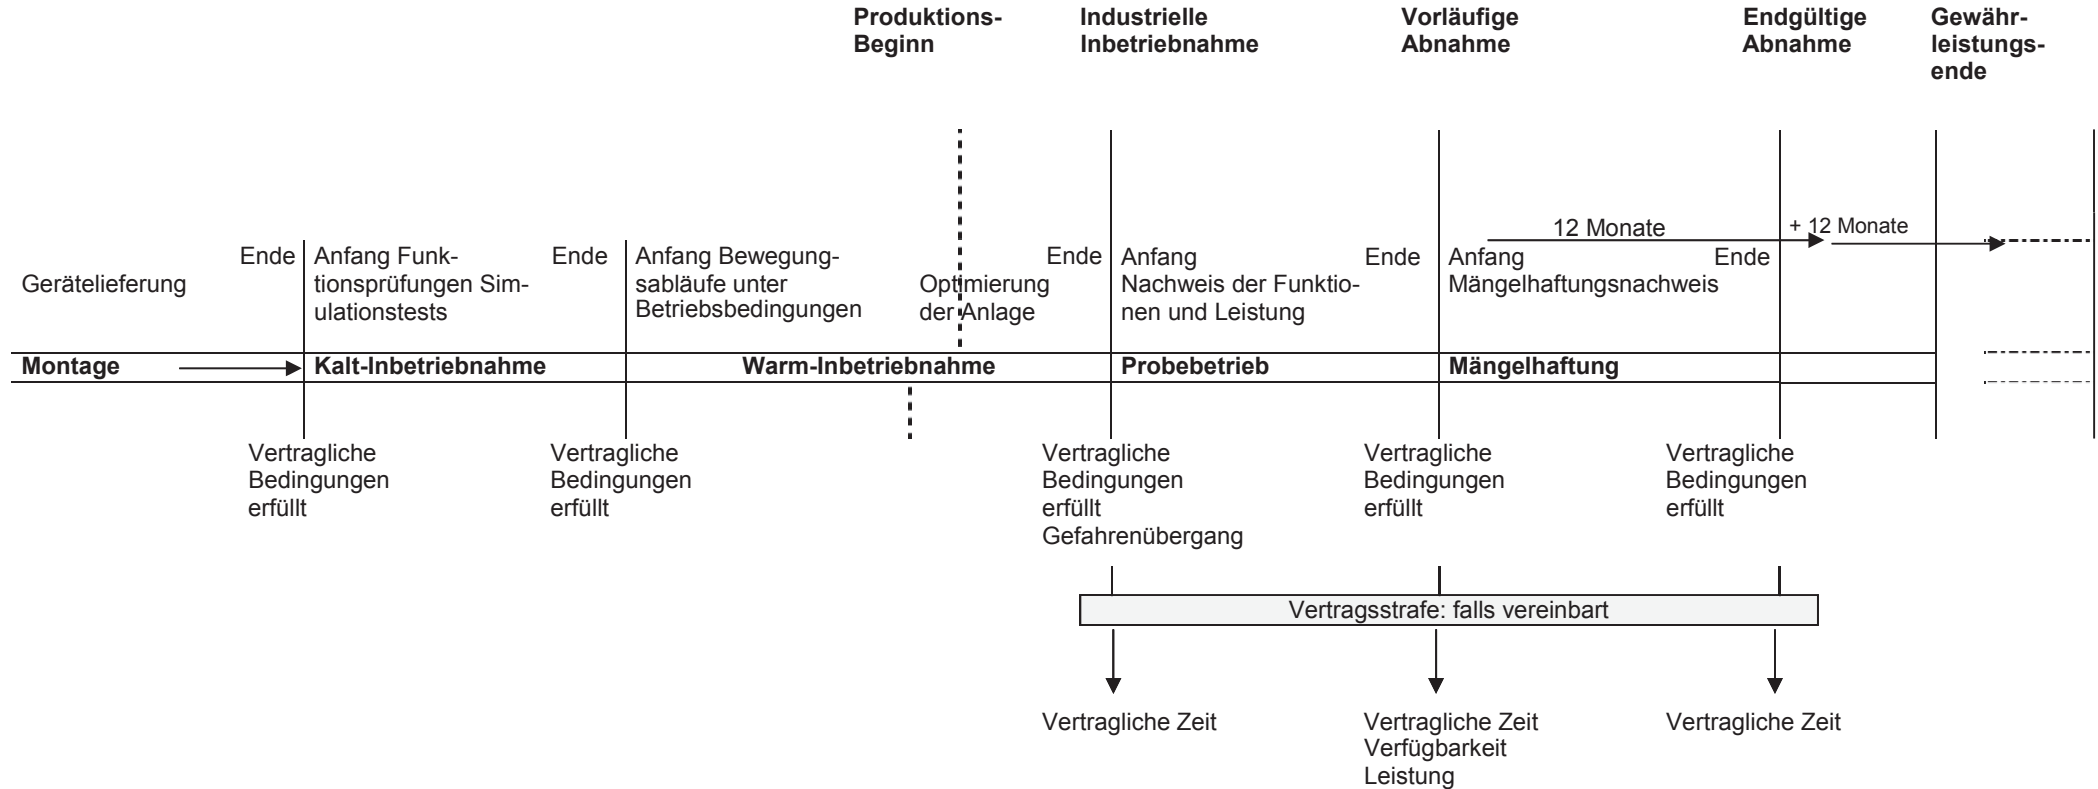 Produktions-
Beginn
Industrielle
Inbetriebnahme
Vorläufige
Abnahme
Endgültige
Abnahme
Gewähr-
leistungs-
ende
12 Monate
+ 12 Monate
Gerätelieferung
Ende
Anfang Funk-
tionsprüfungen Sim-
ulationstests
Ende
Anfang Bewegung-
sabläufe unter
Betriebsbedingungen
Optimierung
der Anlage
Ende
Anfang
Nachweis der Funktio-
nen und Leistung
Ende
Anfang
Mängelhaftungsnachweis
Ende
Montage
Kalt-Inbetriebnahme
Warm-Inbetriebnahme
Probebetrieb
Mängelhaftung
Vertragliche
Bedingungen
erfüllt
Vertragliche
Bedingungen
erfüllt
Vertragliche
Bedingungen
erfüllt
Gefahrenübergang
Vertragliche
Bedingungen
erfüllt
Vertragliche
Bedingungen
erfüllt
Vertragsstrafe: falls vereinbart
Vertragliche Zeit
Vertragliche Zeit
Verfügbarkeit
Leistung
Vertragliche Zeit